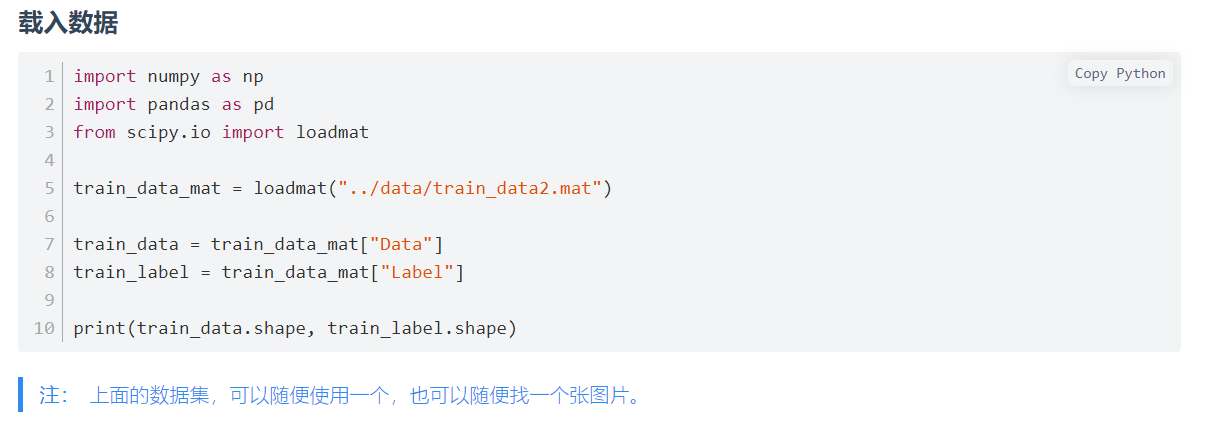 载入数据
Copy Python
1 import numpy as np
2 import pandas as pd
3 from scipy.io import loadmat
4
5 train_data_mat = loadmat("../data/train_data2.mat")
6
7 train_data = train_data_mat["Data"]
8 train_label = train_data_mat["Label"]
9
10 print(train_data.shape, train_label.shape)
注： 上面的数据集，可以随便使用一个，也可以随便找一个张图片。